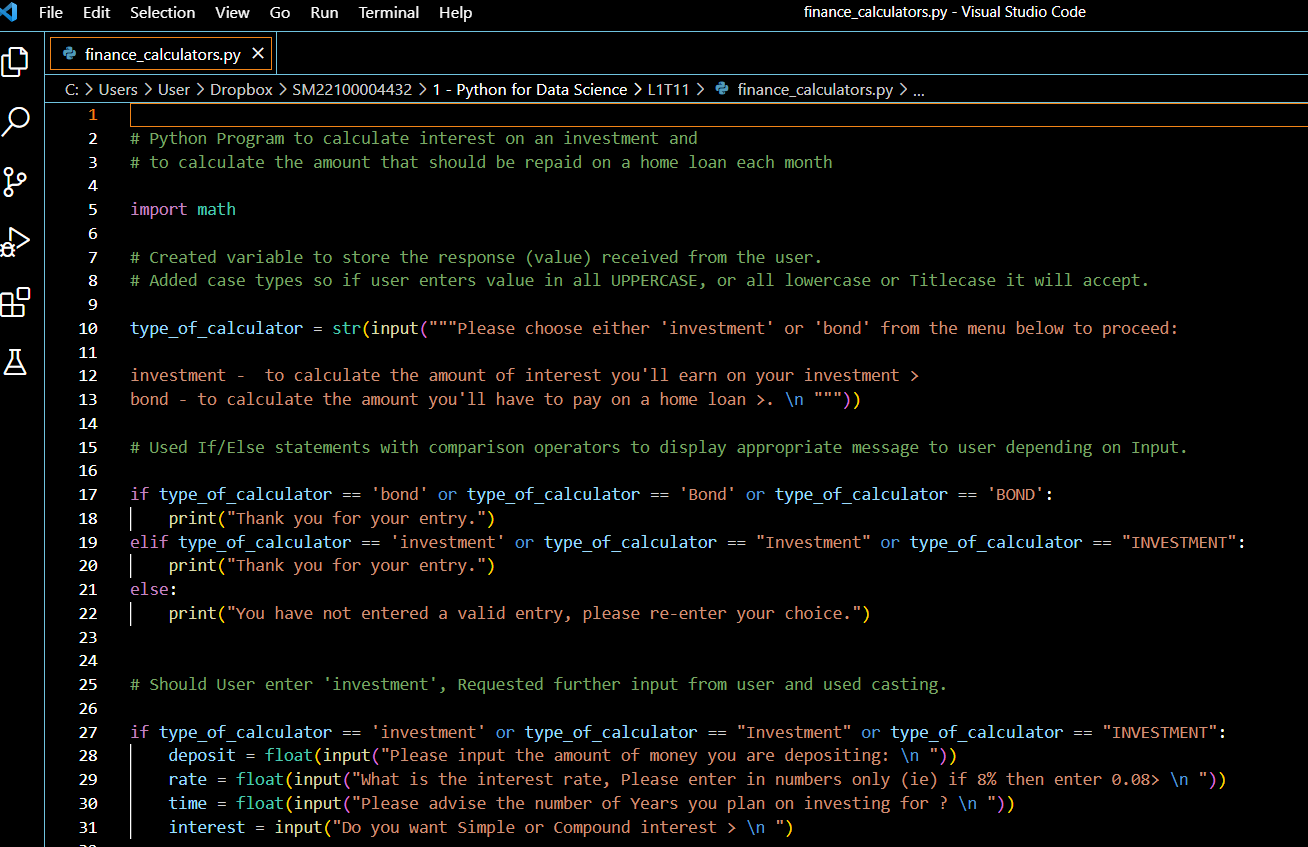 File Edit Selection View Go Run Terminal Help finance_calculators.py - Visual Studio Code
finance_calculators.py
C: > Users > User > Dropbox > SM22100004432 > 1 - Python for Data Science > L1T11 > finance_calculators.py > ...
1
2 # Python Program to calculate interest on an investment and
3 # to calculate the amount that should be repaid on a home loan each month
4
5 import math
6
7 # Created variable to store the response (value) received from the user.
8 # Added case types so if user enters value in all UPPERCASE, or all lowercase or Titlecase it will accept.
9
10 type_of_calculator = str(input("""Please choose either 'investment' or 'bond' from the menu below to proceed:
11
12 investment -  to calculate the amount of interest you'll earn on your investment >
13 bond - to calculate the amount you'll have to pay on a home loan >. \n """))
14
15 # Used If/Else statements with comparison operators to display appropriate message to user depending on Input.
16
17 if type_of_calculator == 'bond' or type_of_calculator == 'Bond' or type_of_calculator == 'BOND':
18     print("Thank you for your entry.")
19 elif type_of_calculator == 'investment' or type_of_calculator == "Investment" or type_of_calculator == "INVESTMENT":
20     print("Thank you for your entry.")
21 else:
22     print("You have not entered a valid entry, please re-enter your choice.")
23
24
25 # Should User enter 'investment', Requested further input from user and used casting.
26
27 if type_of_calculator == 'investment' or type_of_calculator == "Investment" or type_of_calculator == "INVESTMENT":
28     deposit = float(input("Please input the amount of money you are depositing: \n "))
29     rate = float(input("What is the interest rate, Please enter in numbers only (ie) if 8% then enter 0.08> \n "))
30     time = float(input("Please advise the number of Years you plan on investing for ? \n "))
31     interest = input("Do you want Simple or Compound interest > \n ")